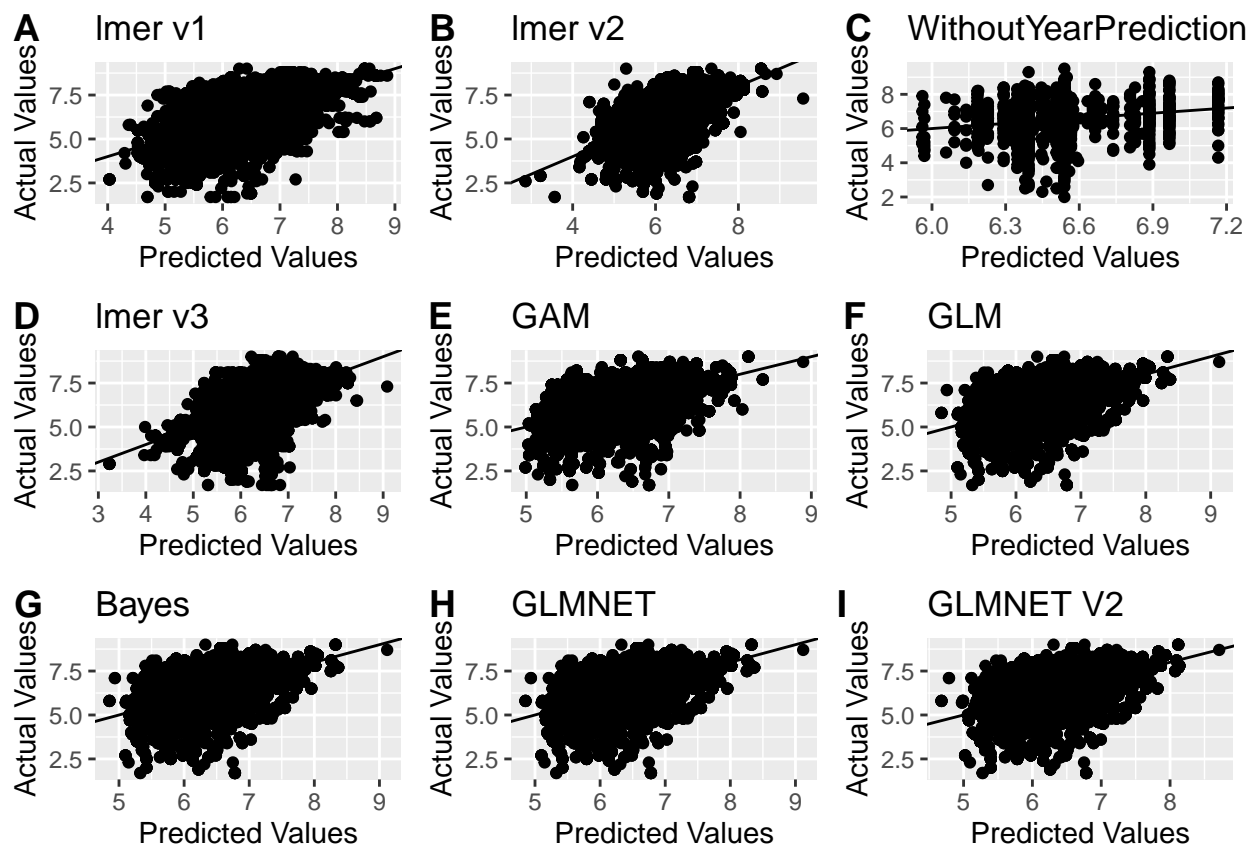 A lmer v1
Actual Values
7.5
5.0
2.5
4 5 6 7 8 9
Predicted Values
B lmer v2
Actual Values
7.5
5.0
2.5
4 6 8
Predicted Values
C WithoutYearPrediction
Actual Values
8
6
4
2
6.0 6.3 6.6 6.9 7.2
Predicted Values
D lmer v3
Actual Values
7.5
5.0
2.5
3 4 5 6 7 8 9
Predicted Values
E GAM
Actual Values
7.5
5.0
2.5
5 6 7 8 9
Predicted Values
F GLM
Actual Values
7.5
5.0
2.5
5 6 7 8 9
Predicted Values
G Bayes
Actual Values
7.5
5.0
2.5
5 6 7 8 9
Predicted Values
H GLMNET
Actual Values
7.5
5.0
2.5
5 6 7 8 9
Predicted Values
I GLMNET V2
Actual Values
7.5
5.0
2.5
5 6 7 8
Predicted Values